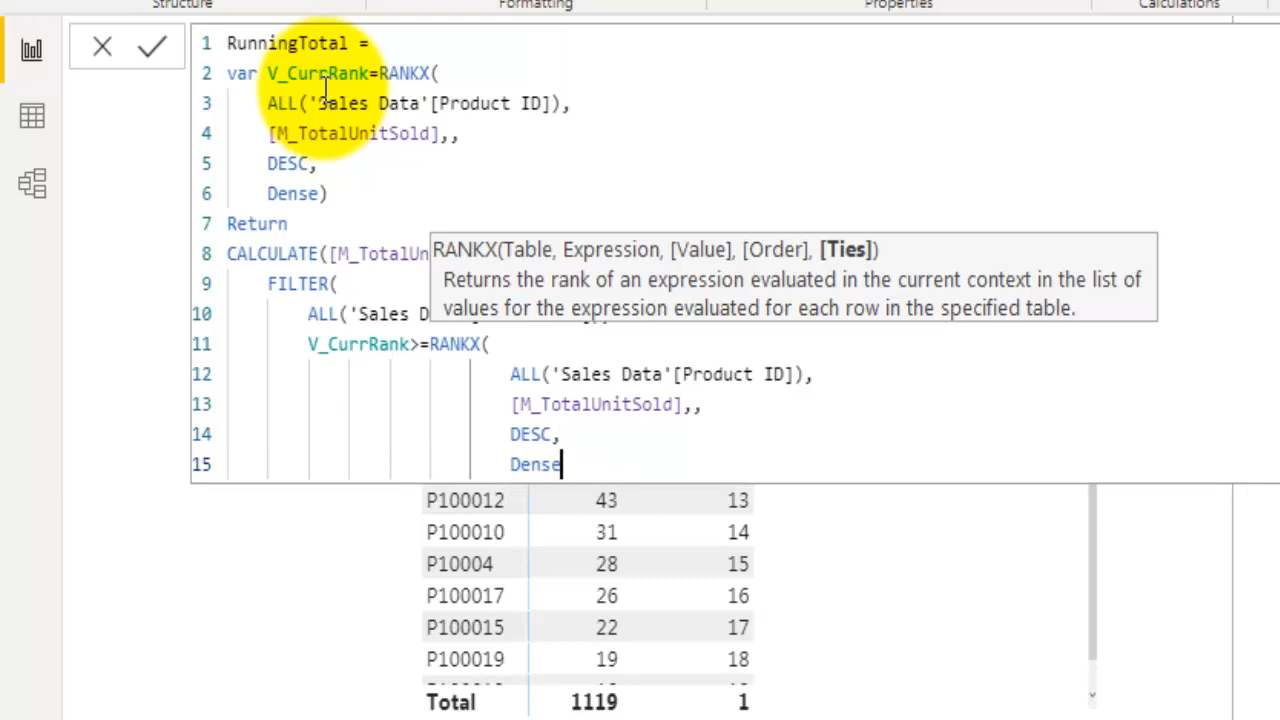 Structure Formatting Properties Calculations
1 RunningTotal =
2 var V_CurrRank=RANKX(
3 ALL('Sales Data'[Product ID]),
4 [M_TotalUnitSold],,
5 DESC,
6 Dense)
7 Return
8 CALCULATE([M_TotalUn
9 FILTER(
RANKX(Table, Expression, [Value], [Order], [Ties])
Returns the rank of an expression evaluated in the current context in the list of
values for the expression evaluated for each row in the specified table.
10 ALL('Sales D
11 V_CurrRank>=RANKX(
12 ALL('Sales Data'[Product ID]),
13 [M_TotalUnitSold],,
14 DESC,
15 Dense
P100012 43 13
P100010 31 14
P10004 28 15
P100017 26 16
P100015 22 17
P100019 19 18
Total 1119 1